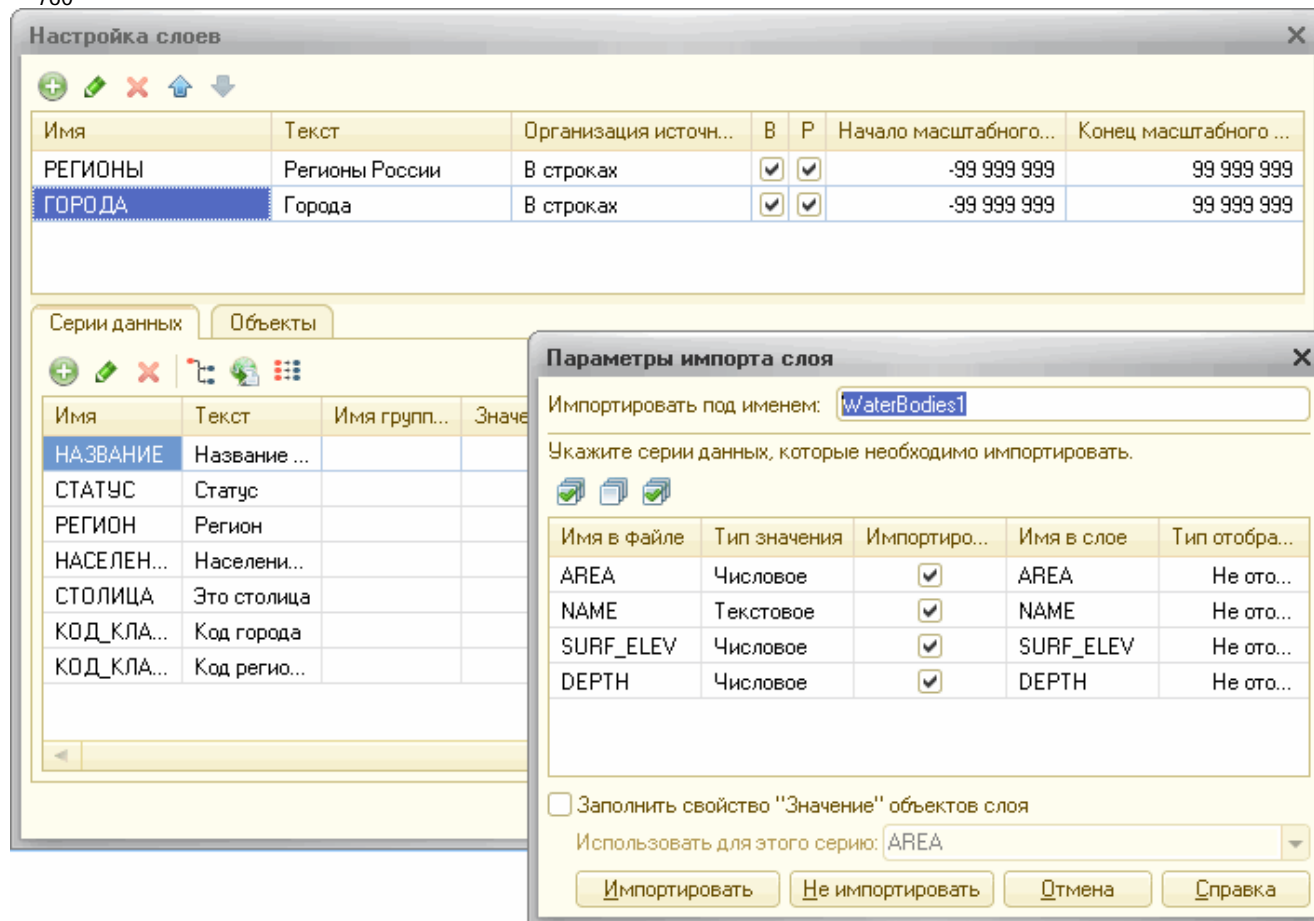 Настройка слоев
Имя Текст Организация источн... В Р Начало масштабного... Конец масштабного ...
РЕГИОНЫ Регионы России В строках -99 999 999 99 999 999
ГОРОДА Города В строках -99 999 999 99 999 999
Серии данных Объекты
Имя Текст Имя групп... Значе
НАЗВАНИЕ Название ...
СТАТУС Статус
РЕГИОН Регион
НАСЕЛЕН... Населени...
СТОЛИЦА Это столица
КОД_КЛА... Код города
КОД_КЛА... Код регио...
Параметры импорта слоя
Импортировать под именем: WaterBodies1
Укажите серии данных, которые необходимо импортировать.
Имя в файле Тип значения Импортиро... Имя в слое Тип отобра...
AREA Числовое AREA Не ото...
NAME Текстовое NAME Не ото...
SURF_ELEV Числовое SURF_ELEV Не ото...
DEPTH Числовое DEPTH Не ото...
Заполнить свойство "Значение" объектов слоя
Использовать для этого серию: AREA
Импортировать Не импортировать Отмена Справка